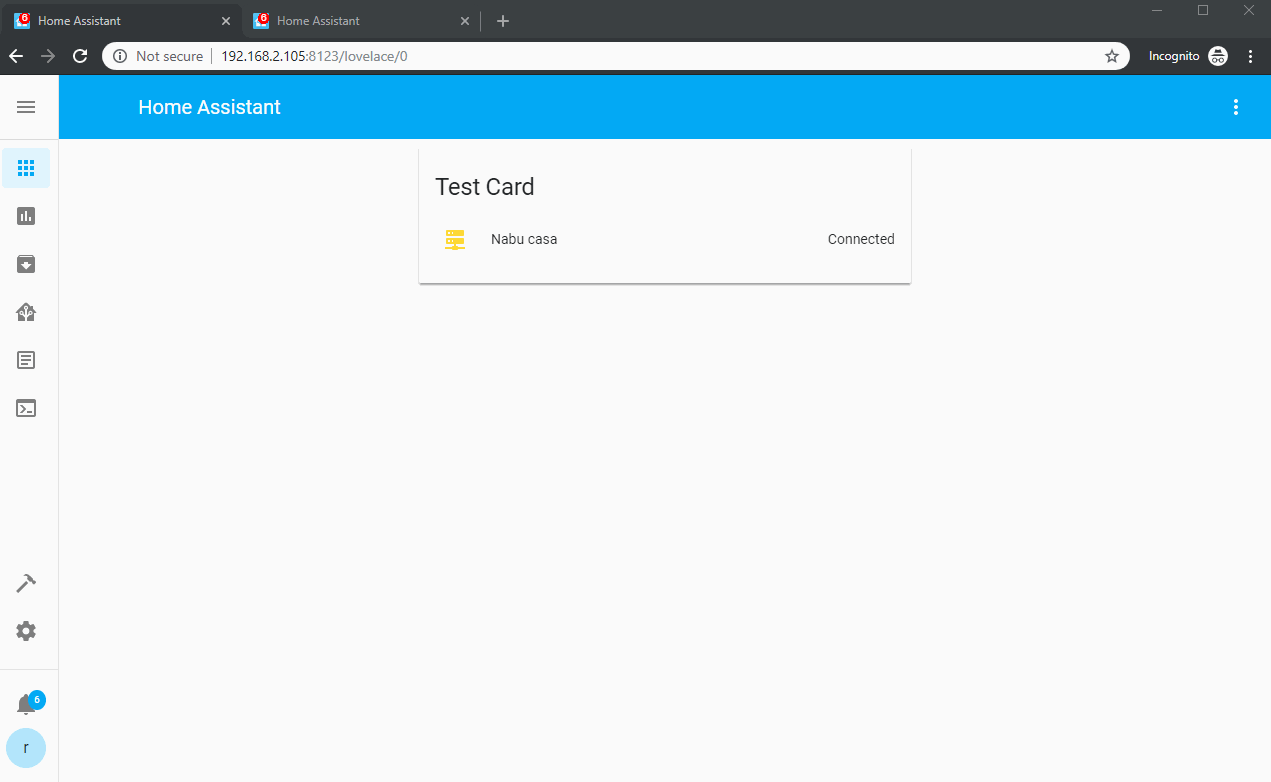 6 Home Assistant
6 Home Assistant
Not secure 192.168.2.105:8123/lovelace/0 Incognito
Home Assistant
Test Card
Nabu casa Connected
6
r